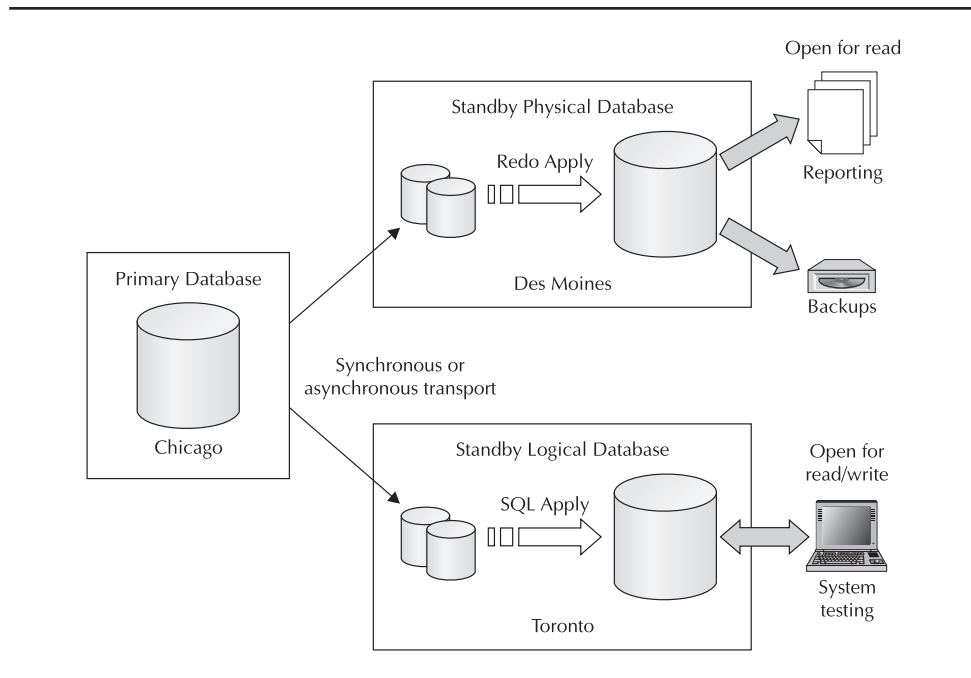 Open for read
Standby Physical Database
Redo Apply
Reporting
Primary Database
Des Moines
Backups
Synchronous or
asynchronous transport
Chicago
Standby Logical Database
Open for
read/write
SQL Apply
System
testing
Toronto